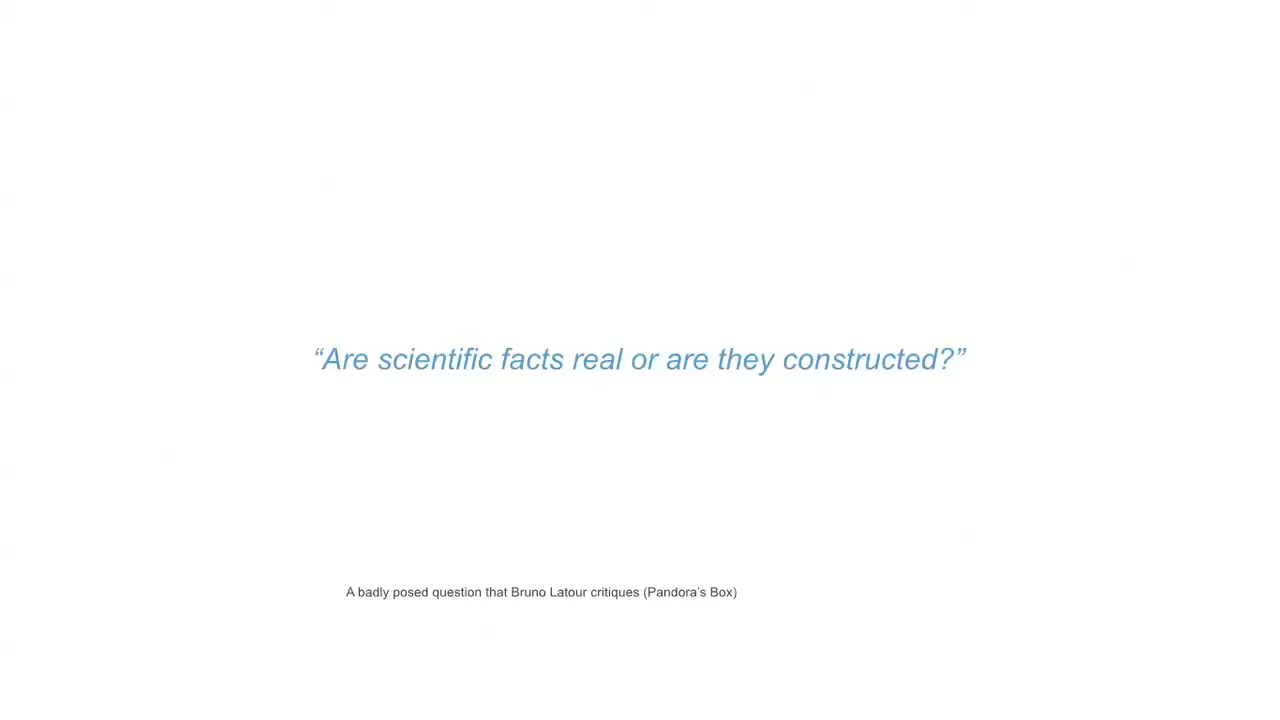 “Are scientific facts real or are they constructed?”
A badly posed question that Bruno Latour critiques (Pandora’s Box)